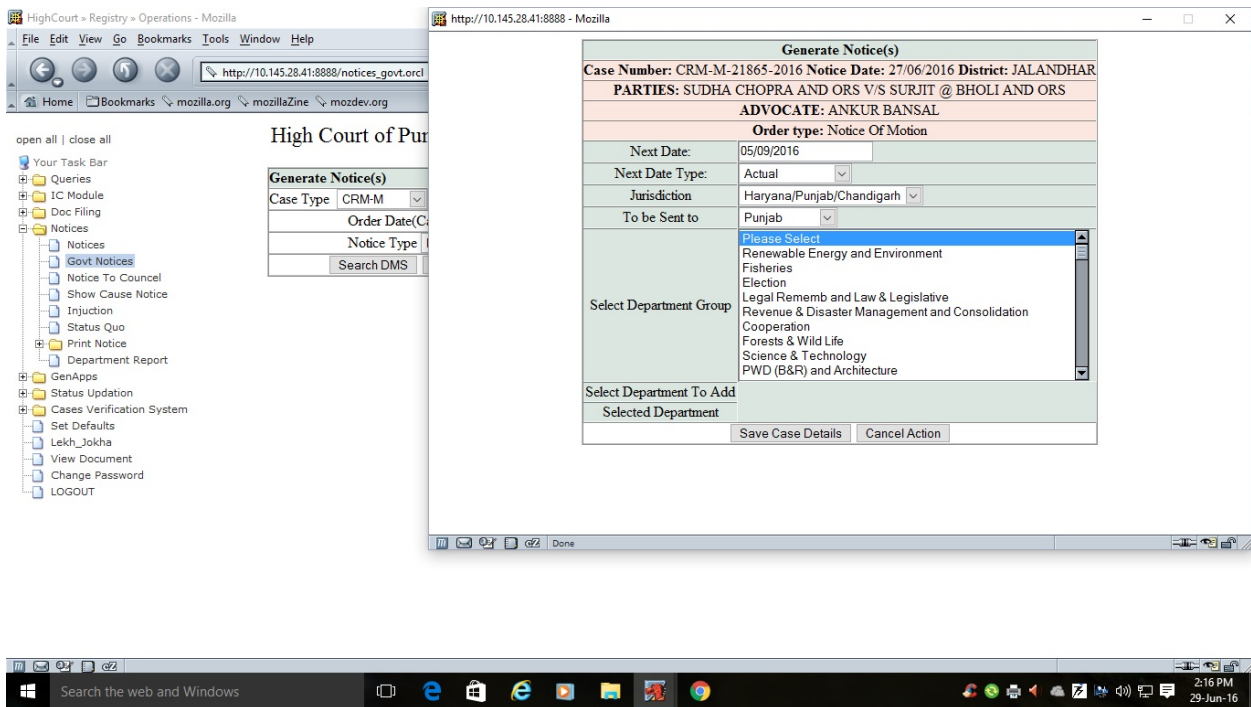 HighCourt » Registry » Operations - Mozilla
File Edit View Go Bookmarks Tools Window Help
http://10.145.28.41:8888/notices_govt.orcl
Home Bookmarks mozilla.org mozillaZine mozdev.org
open all | close all
Your Task Bar
Queries
IC Module
Doc Filing
Notices
Notices
Govt Notices
Notice To Councel
Show Cause Notice
Injuction
Status Quo
Print Notice
Department Report
GenApps
Status Updation
Cases Verification System
Set Defaults
Lekh_Jokha
View Document
Change Password
LOGOUT
High Court of Pun
Generate Notice(s)
Case Type CRM-M
Order Date(Ca
Notice Type
Search DMS
http://10.145.28.41:8888 - Mozilla
Generate Notice(s)
Case Number: CRM-M-21865-2016 Notice Date: 27/06/2016 District: JALANDHAR
PARTIES: SUDHA CHOPRA AND ORS V/S SURJIT @ BHOLI AND ORS
ADVOCATE: ANKUR BANSAL
Order type: Notice Of Motion
Next Date: 05/09/2016
Next Date Type: Actual
Jurisdiction Haryana/Punjab/Chandigarh
To be Sent to Punjab
Select Department Group
Please Select
Renewable Energy and Environment
Fisheries
Election
Legal Rememb and Law & Legislative
Revenue & Disaster Management and Consolidation
Cooperation
Forests & Wild Life
Science & Technology
PWD (B&R) and Architecture
Select Department To Add
Selected Department
Save Case Details Cancel Action
Done
Search the web and Windows
2:16 PM
29-Jun-16